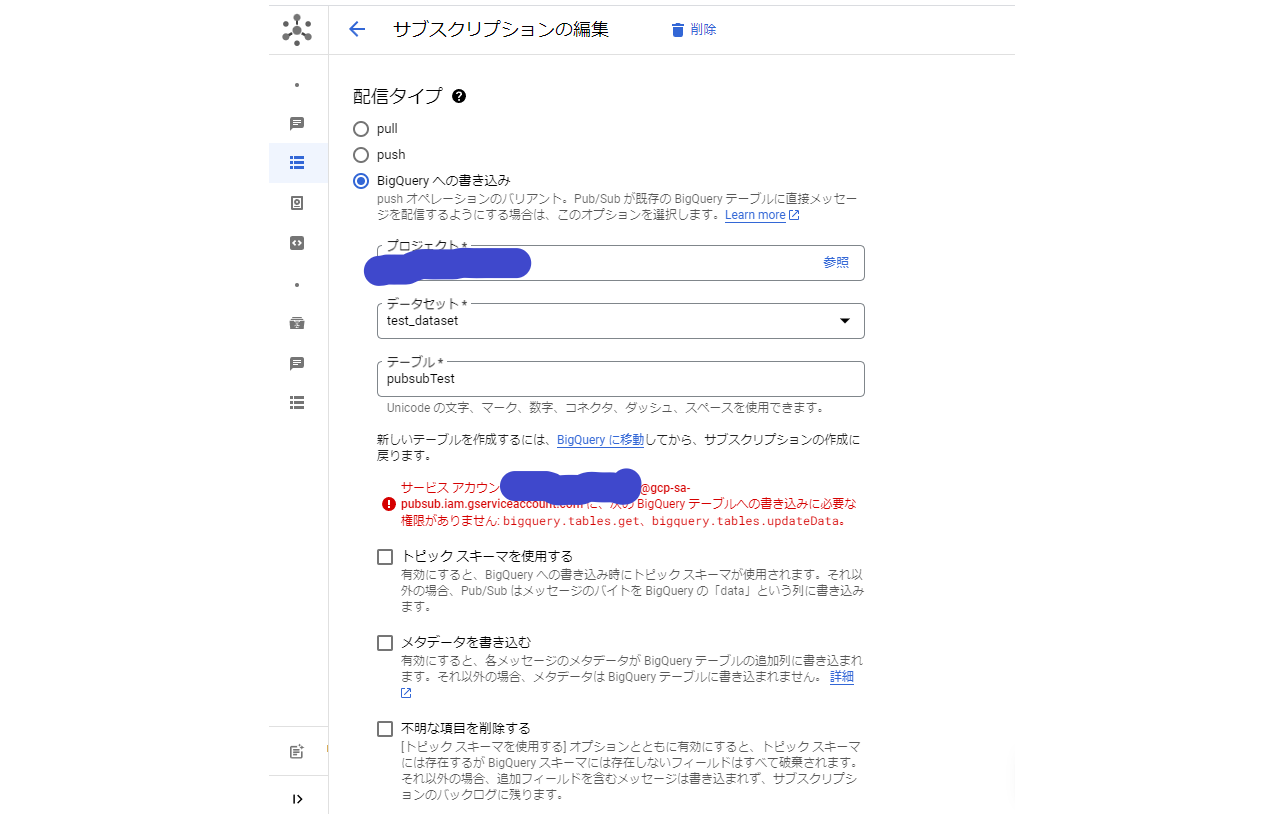 サブスクリプションの編集
削除
配信タイプ
pull
push
BigQuery への書き込み
push オペレーションのバリアント。Pub/Sub が既存の BigQuery テーブルに直接メッセー
ジを配信するようにする場合は、このオプションを選択します。Learn more
プロジェクト *
参照
データセット *
test_dataset
テーブル *
pubsubTest
Unicode の文字、マーク、数字、コネクタ、ダッシュ、スペースを使用できます。
新しいテーブルを作成するには、BigQuery に移動してから、サブスクリプションの作成に
戻ります。
サービス アカウン @gcp-sa-
pubsub.iam.gserviceaccount.com に、次の BigQuery テーブルへの書き込みに必要な
権限がありません: bigquery.tables.get、bigquery.tables.updateData。
トピック スキーマを使用する
有効にすると、BigQuery への書き込み時にトピック スキーマが使用されます。それ以
外の場合、Pub/Sub はメッセージのバイトを BigQuery の「data」という列に書き込み
ます。
メタデータを書き込む
有効にすると、各メッセージのメタデータが BigQuery テーブルの追加列に書き込まれ
ます。それ以外の場合、メタデータは BigQuery テーブルに書き込まれません。 詳細
不明な項目を削除する
[トピック スキーマを使用する] オプションとともに有効にすると、トピック スキーマ
には存在するが BigQuery スキーマには存在しないフィールドはすべて破棄されます。
それ以外の場合、追加フィールドを含むメッセージは書き込まれず、サブスクリプシ
ョンのバックログに残ります。